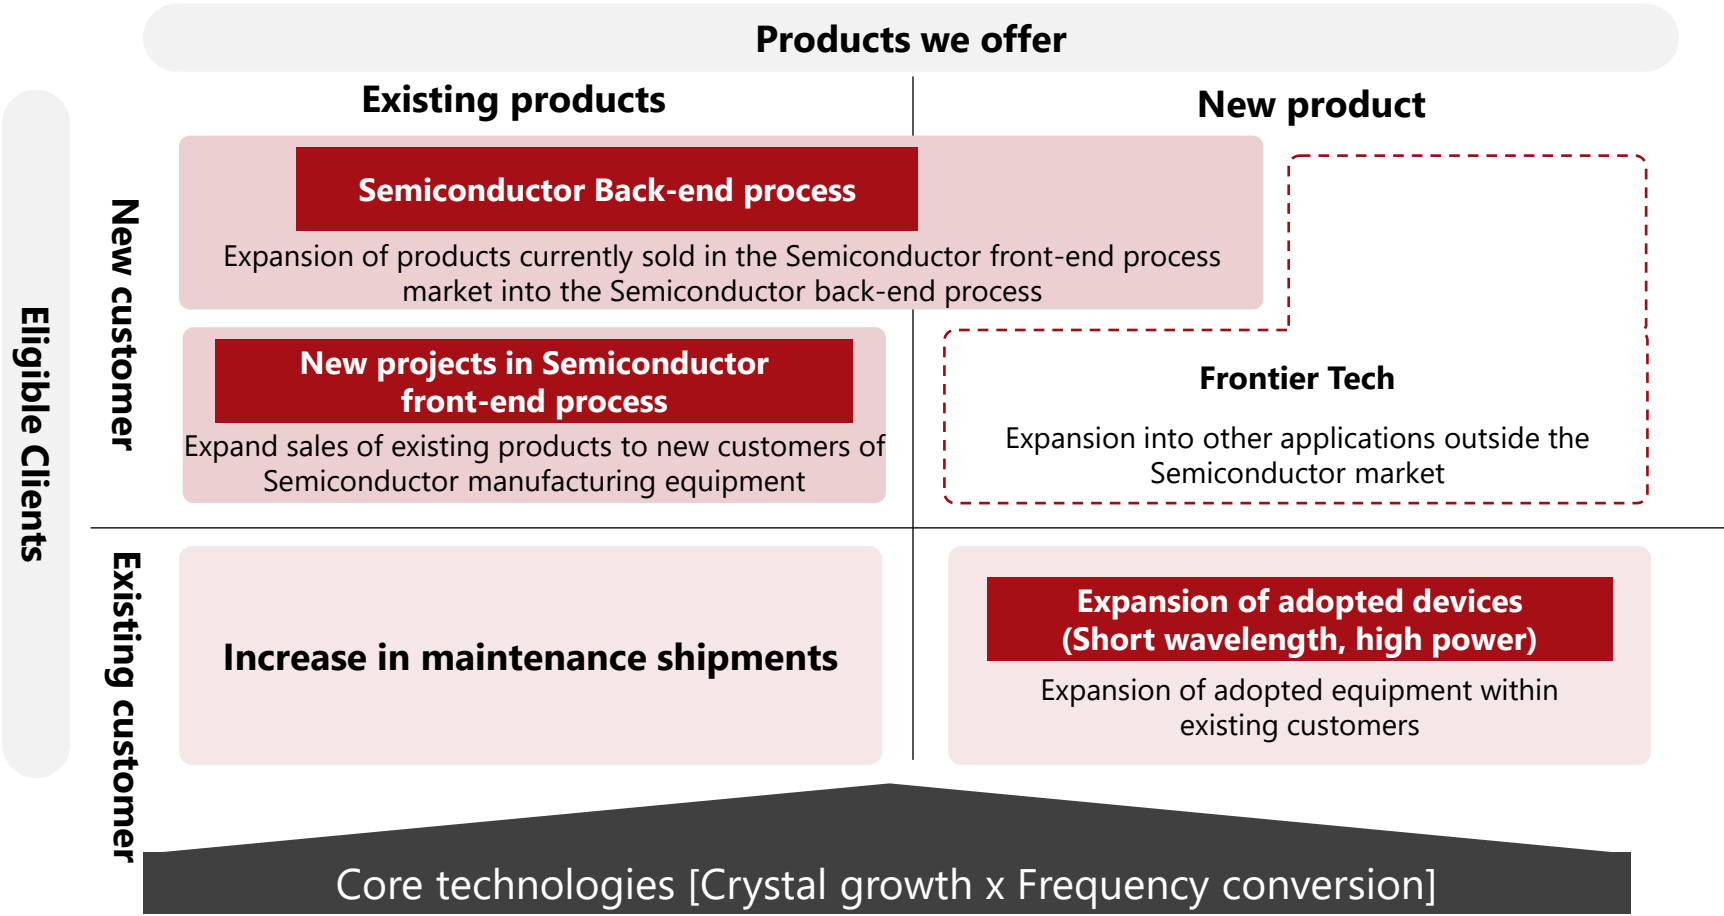 Products we offer
Existing products
New product
Eligible Clients
New customer
Semiconductor Back-end process
Expansion of products currently sold in the Semiconductor front-end process
market into the Semiconductor back-end process
New projects in Semiconductor
front-end process
Expand sales of existing products to new customers of
Semiconductor manufacturing equipment
Frontier Tech
Expansion into other applications outside the
Semiconductor market
Existing customer
Increase in maintenance shipments
Expansion of adopted devices
(Short wavelength, high power)
Expansion of adopted equipment within
existing customers
Core technologies [Crystal growth x Frequency conversion]